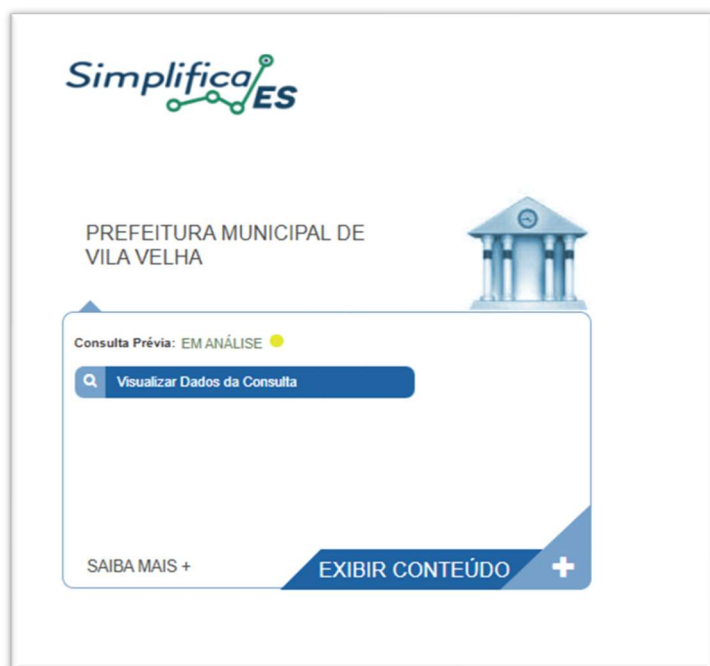 Simplifica ES
PREFEITURA MUNICIPAL DE
VILA VELHA
Consulta Prévia: EM ANÁLISE
Visualizar Dados da Consulta
SAIBA MAIS +
EXIBIR CONTEÚDO